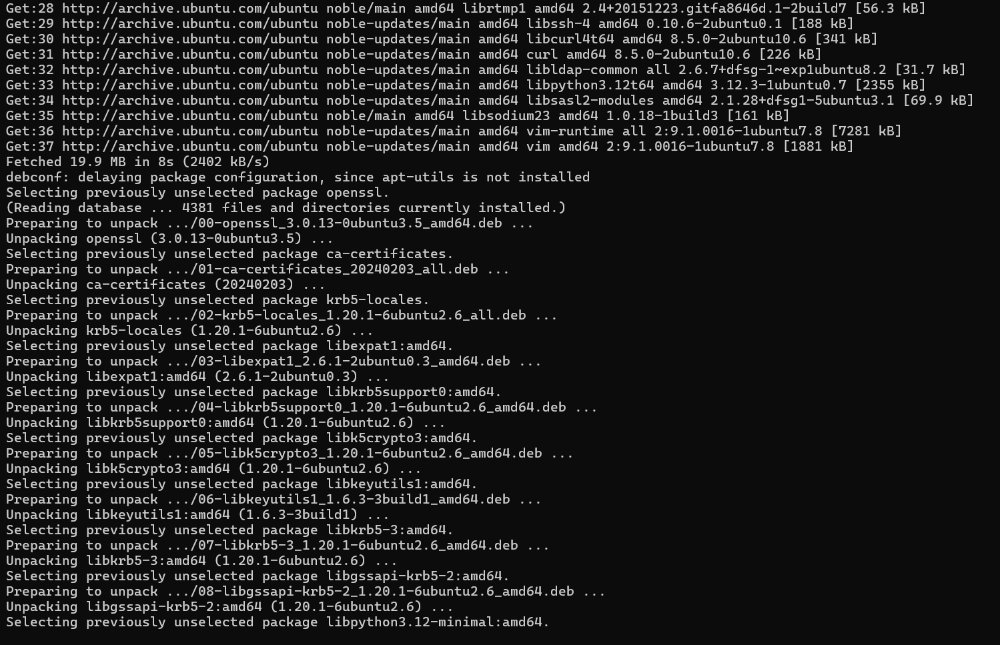 Get:28 http://archive.ubuntu.com/ubuntu noble/main amd64 librtmp1 amd64 2.4+20151223.gitfa8646d.1-2build7 [56.3 kB]
Get:29 http://archive.ubuntu.com/ubuntu noble-updates/main amd64 libssh-4 amd64 0.10.6-2ubuntu0.1 [188 kB]
Get:30 http://archive.ubuntu.com/ubuntu noble-updates/main amd64 libcurl4t64 amd64 8.5.0-2ubuntu10.6 [341 kB]
Get:31 http://archive.ubuntu.com/ubuntu noble-updates/main amd64 curl amd64 8.5.0-2ubuntu10.6 [226 kB]
Get:32 http://archive.ubuntu.com/ubuntu noble-updates/main amd64 libldap-common all 2.6.7+dfsg-1~exp1ubuntu8.2 [31.7 kB]
Get:33 http://archive.ubuntu.com/ubuntu noble-updates/main amd64 libpython3.12t64 amd64 3.12.3-1ubuntu0.7 [2355 kB]
Get:34 http://archive.ubuntu.com/ubuntu noble-updates/main amd64 libsasl2-modules amd64 2.1.28+dfsg1-5ubuntu3.1 [69.9 kB]
Get:35 http://archive.ubuntu.com/ubuntu noble/main amd64 libsodium23 amd64 1.0.18-1build3 [161 kB]
Get:36 http://archive.ubuntu.com/ubuntu noble-updates/main amd64 vim-runtime all 2:9.1.0016-1ubuntu7.8 [7281 kB]
Get:37 http://archive.ubuntu.com/ubuntu noble-updates/main amd64 vim amd64 2:9.1.0016-1ubuntu7.8 [1881 kB]
Fetched 19.9 MB in 8s (2402 kB/s)
debconf: delaying package configuration, since apt-utils is not installed
Selecting previously unselected package openssl.
(Reading database ... 4381 files and directories currently installed.)
Preparing to unpack .../00-openssl_3.0.13-0ubuntu3.5_amd64.deb ...
Unpacking openssl (3.0.13-0ubuntu3.5) ...
Selecting previously unselected package ca-certificates.
Preparing to unpack .../01-ca-certificates_20240203_all.deb ...
Unpacking ca-certificates (20240203) ...
Selecting previously unselected package krb5-locales.
Preparing to unpack .../02-krb5-locales_1.20.1-6ubuntu2.6_all.deb ...
Unpacking krb5-locales (1.20.1-6ubuntu2.6) ...
Selecting previously unselected package libexpat1:amd64.
Preparing to unpack .../03-libexpat1_2.6.1-2ubuntu0.3_amd64.deb ...
Unpacking libexpat1:amd64 (2.6.1-2ubuntu0.3) ...
Selecting previously unselected package libkrb5support0:amd64.
Preparing to unpack .../04-libkrb5support0_1.20.1-6ubuntu2.6_amd64.deb ...
Unpacking libkrb5support0:amd64 (1.20.1-6ubuntu2.6) ...
Selecting previously unselected package libk5crypto3:amd64.
Preparing to unpack .../05-libk5crypto3_1.20.1-6ubuntu2.6_amd64.deb ...
Unpacking libk5crypto3:amd64 (1.20.1-6ubuntu2.6) ...
Selecting previously unselected package libkeyutils1:amd64.
Preparing to unpack .../06-libkeyutils1_1.6.3-3build1_amd64.deb ...
Unpacking libkeyutils1:amd64 (1.6.3-3build1) ...
Selecting previously unselected package libkrb5-3:amd64.
Preparing to unpack .../07-libkrb5-3_1.20.1-6ubuntu2.6_amd64.deb ...
Unpacking libkrb5-3:amd64 (1.20.1-6ubuntu2.6) ...
Selecting previously unselected package libgssapi-krb5-2:amd64.
Preparing to unpack .../08-libgssapi-krb5-2_1.20.1-6ubuntu2.6_amd64.deb ...
Unpacking libgssapi-krb5-2:amd64 (1.20.1-6ubuntu2.6) ...
Selecting previously unselected package libpython3.12-minimal:amd64.